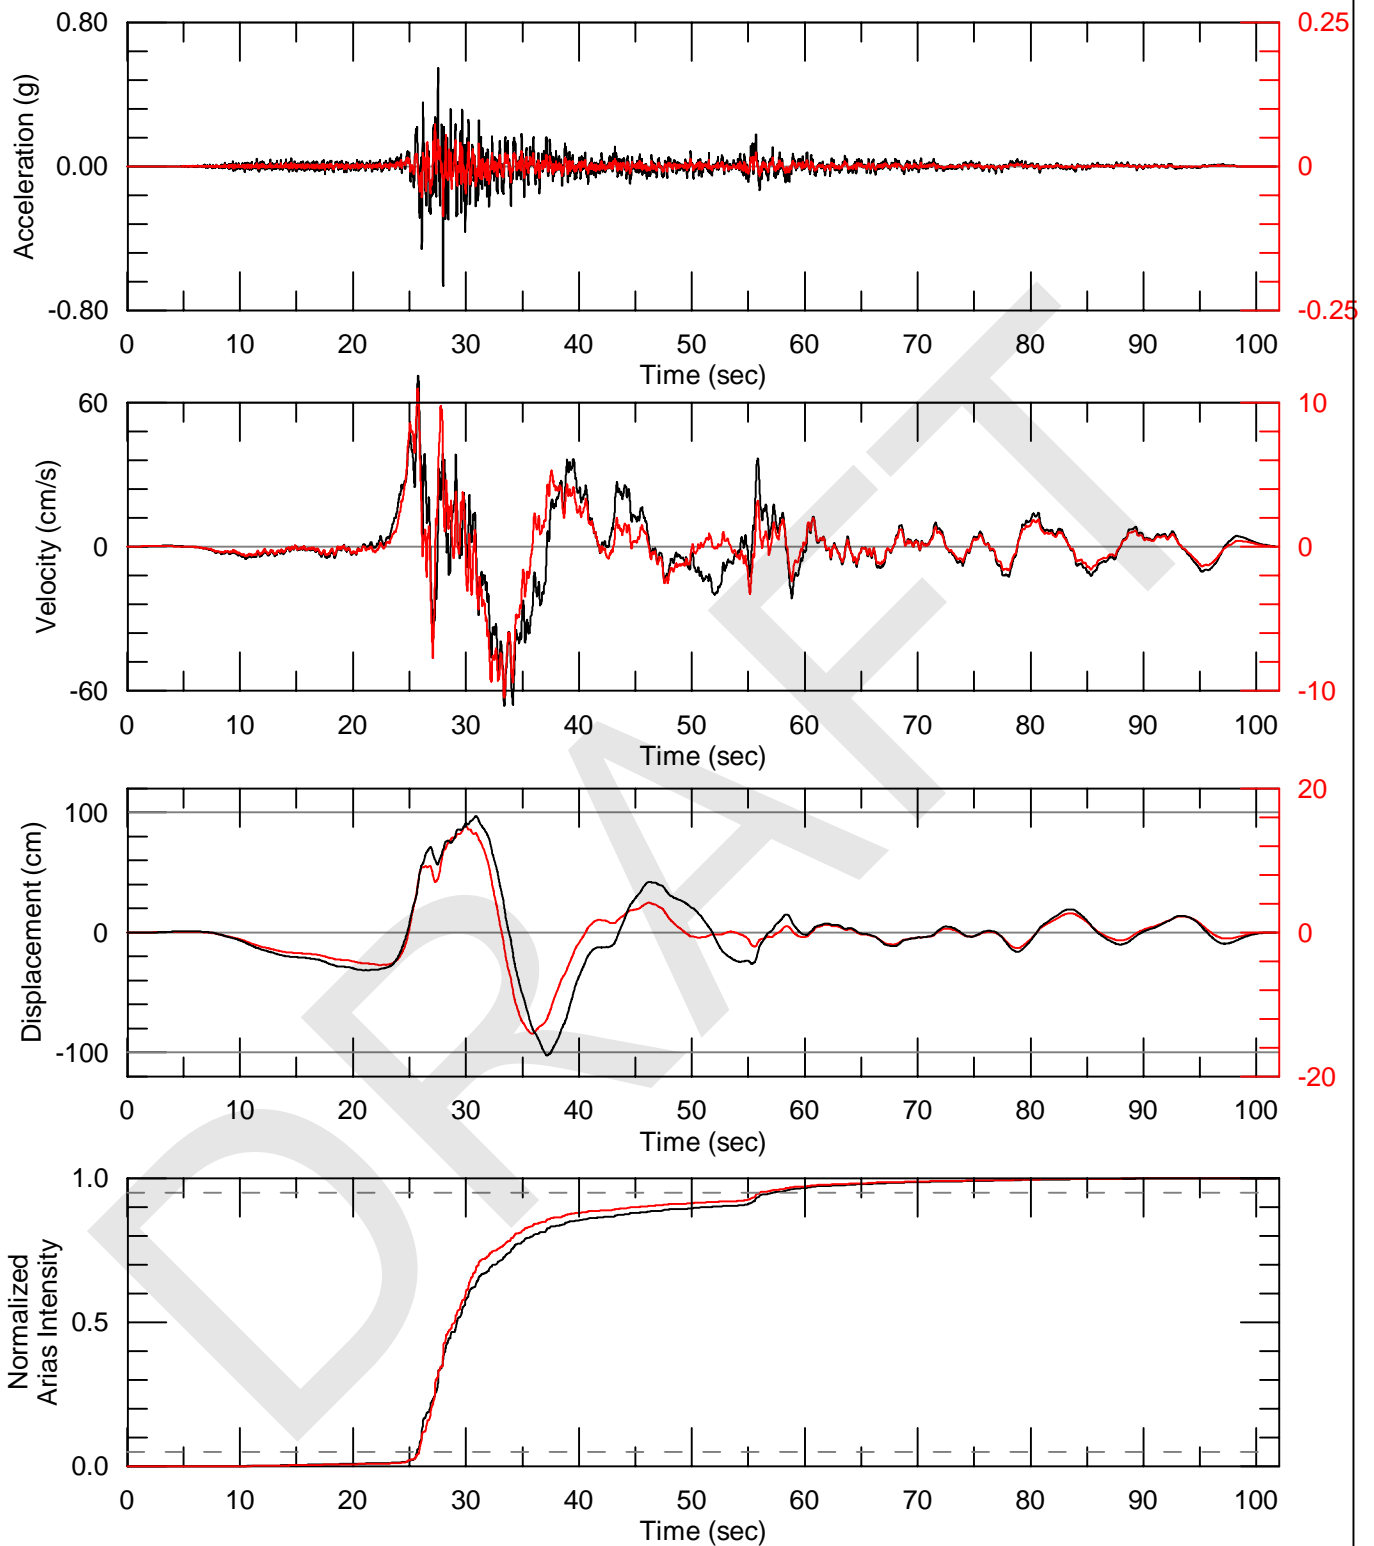 0.80
0.25
Acceleration (g)
0.00
0
-0.80
-0.25
0 10 20 30 40 50 60 70 80 90 100
Time (sec)
60
10
Velocity (cm/s)
0
0
-60
-10
0 10 20 30 40 50 60 70 80 90 100
Time (sec)
20
100
Displacement (cm)
0
0
-100
-20
0 10 20 30 40 50 60 70 80 90 100
Time (sec)
1.0
Normalized
Arias Intensity
0.5
0.0
0 10 20 30 40 50 60 70 80 90 100
Time (sec)
DRAFT